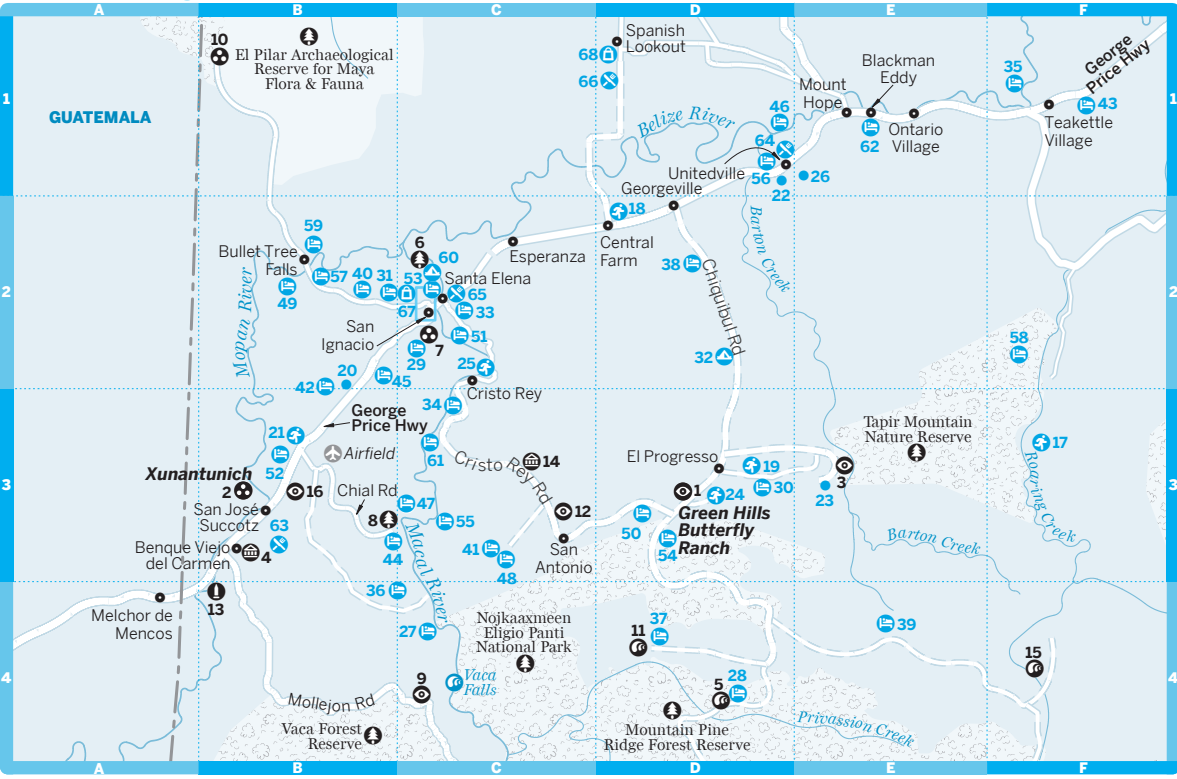 A
B
C
D
E
F
1
2
3
4
10
El Pilar Archaeological
Reserve for Maya
Flora & Fauna
GUATEMALA
Spanish
Lookout
68
66
Belize River
46
64
Mount
Hope
Blackman
Eddy
62
Ontario
Village
35
George
Price Hwy
43
Teakettle
Village
Unitedville
56
22
26
Georgeville
18
Central
Farm
Esperanza
59
Bullet Tree
Falls
57
49
40
31
6
60
53
Santa Elena
65
67
33
San
Ignacio
7
51
29
25
Cristo Rey
Mopan River
20
42
45
38
Chiquibul Rd
Barton Creek
32
58
34
George
Price Hwy
21
52
Airfield
61
Cristo Rey Rd
14
Xunantunich
2
16
Chial Rd
47
San José
Succotz
8
55
12
63
Benque Viejo
del Carmen
4
44
Macal River
41
48
San
Antonio
El Progresso
19
1
24
30
3
23
Green Hills
Butterfly
Ranch
50
54
Tapir Mountain
Nature Reserve
17
Roaring Creek
Barton Creek
13
Melchor de
Mencos
36
27
Nojkaaxmeen
Eligio Panti
National Park
11
37
39
15
Vaca
Falls
9
Mollejon Rd
Vaca Forest
Reserve
5
28
Mountain Pine
Ridge Forest Reserve
Privassion Creek
1
2
3
4
A
B
C
D
E
F